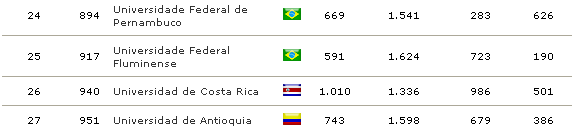 24 894 Universidade Federal de Pernambuco 669 1.541 283 626
25 917 Universidade Federal Fluminense 591 1.624 723 190
26 940 Universidad de Costa Rica 1.010 1.336 986 501
27 951 Universidad de Antioquia 743 1.598 679 386